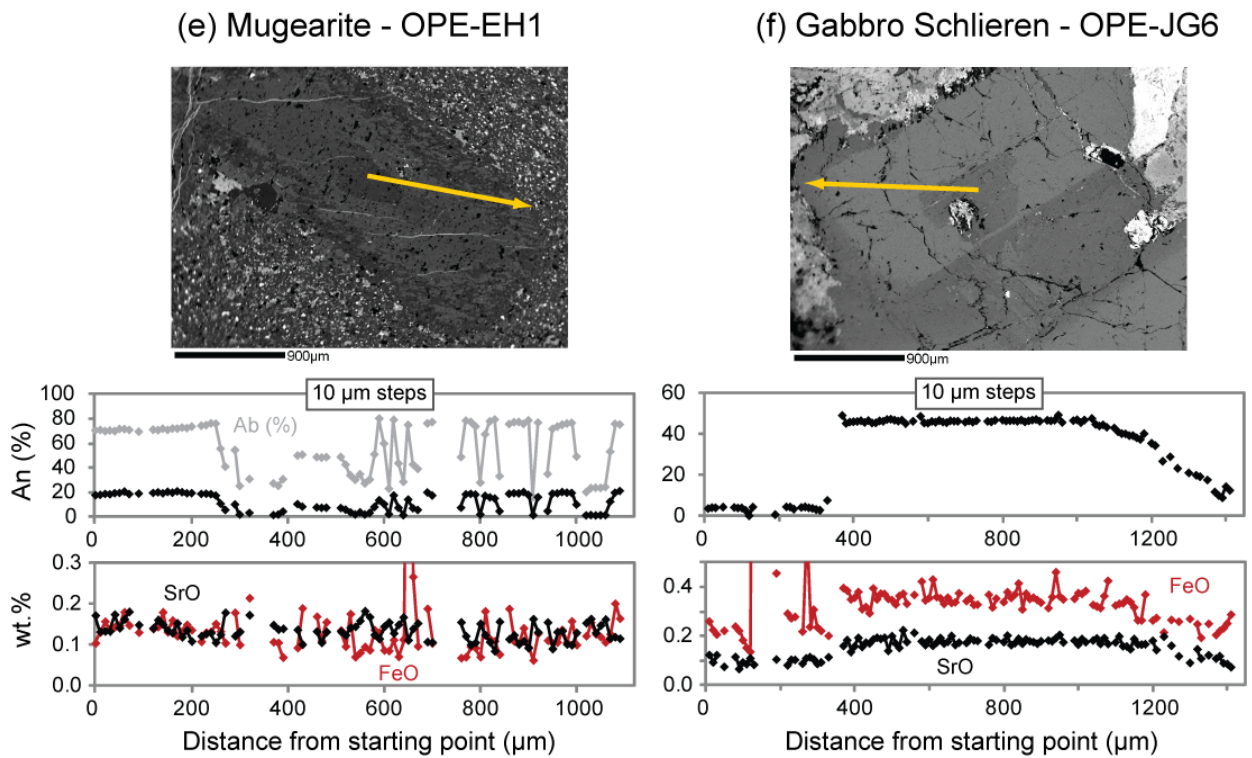 (e) Mugearite - OPE-EH1
(f) Gabbro Schlieren - OPE-JG6
900µm
900µm
10 µm steps
Ab (%)
An (%)
100
80
60
40
20
0
0
200
400
600
800
1000
10 µm steps
60
40
20
0
0
400
800
1200
SrO
FeO
wt.%
0.3
0.2
0.1
0.0
0
200
400
600
800
1000
Distance from starting point (µm)
FeO
SrO
0.4
0.2
0.0
0
400
800
1200
Distance from starting point (µm)